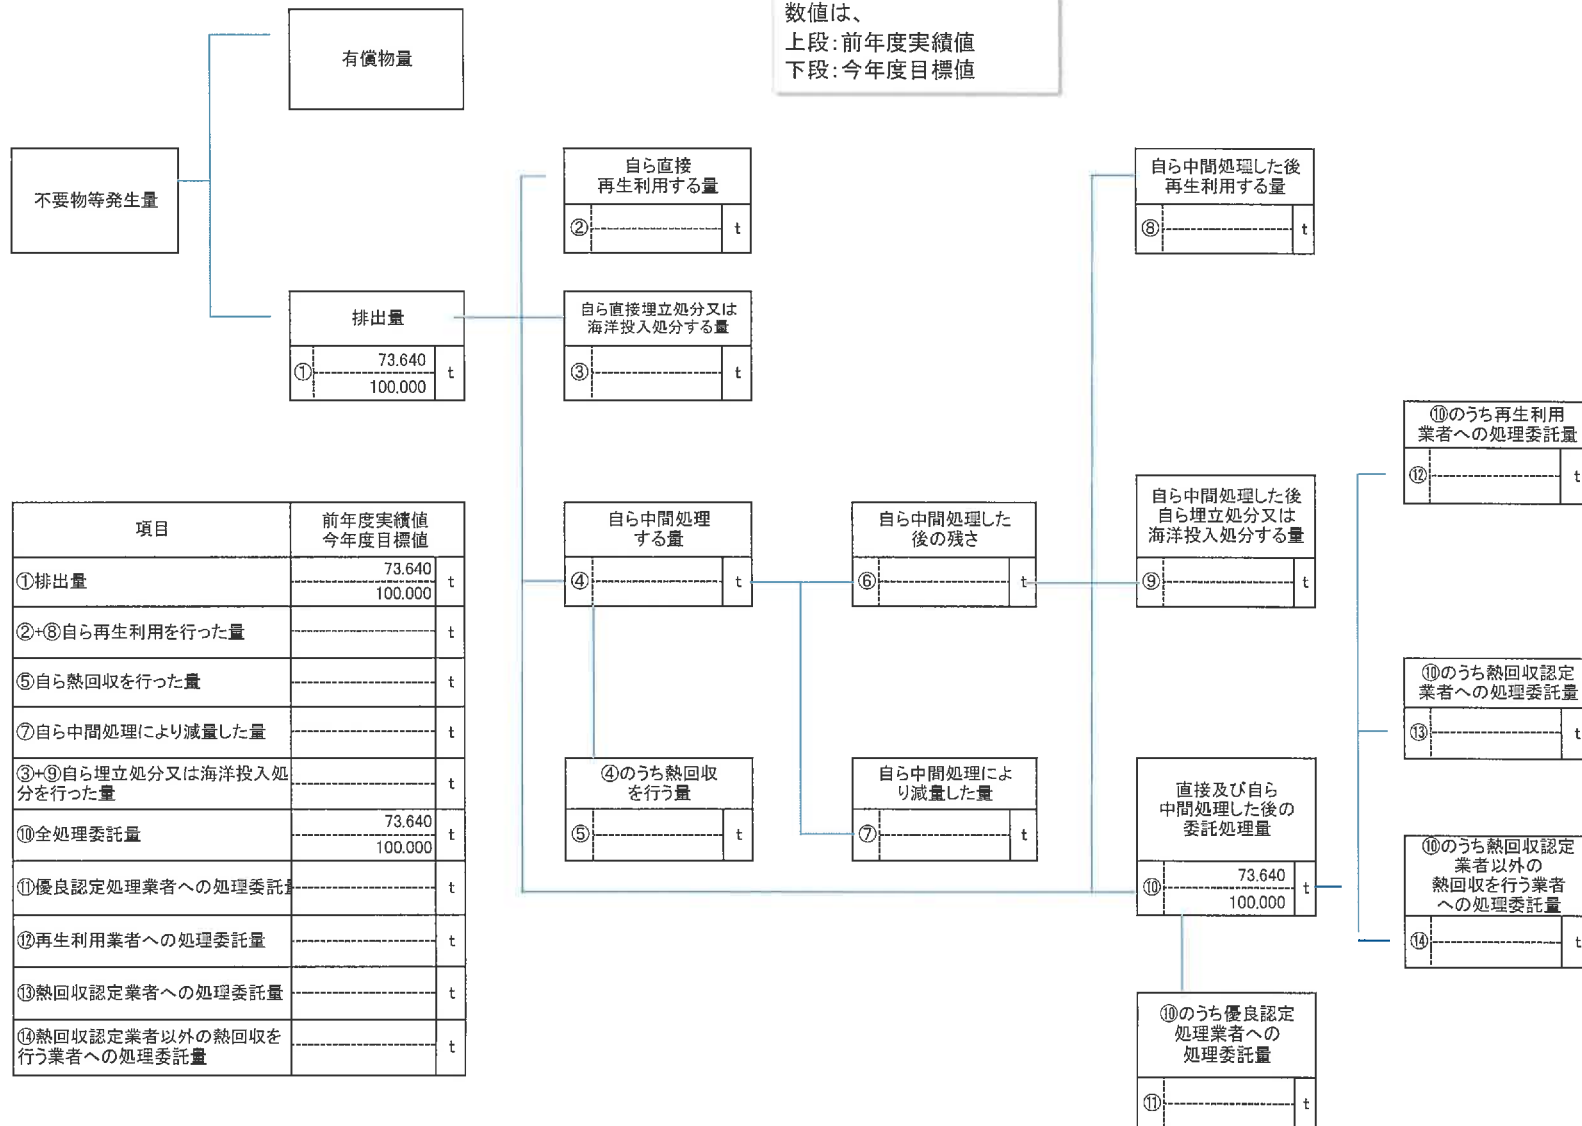 数値は、
上段:前年度実績値
下段:今年度目標値
有償物量
不要物等発生量
排出量
① 73.640 t
100.000
自ら直接
再生利用する量
② t
自ら直接埋立処分又は
海洋投入処分する量
③ t
自ら中間処理
する量
④ t
④のうち熱回収
を行う量
⑤ t
自ら中間処理した
後の残さ
⑥ t
自ら中間処理によ
り減量した量
⑦ t
自ら中間処理した後
再生利用する量
⑧ t
自ら中間処理した後
自ら埋立処分又は
海洋投入処分する量
⑨ t
直接及び自ら
中間処理した後の
委託処理量
⑩ 73.640 t
100.000
⑩のうち優良認定
処理業者への
処理委託量
⑪ t
⑩のうち再生利用
業者への処理委託量
⑫ t
⑩のうち熱回収認定
業者への処理委託量
⑬ t
⑩のうち熱回収認定
業者以外の
熱回収を行う業者
への処理委託量
⑭ t
項目 前年度実績値
今年度目標値
①排出量 73.640 t
100.000
②+⑧自ら再生利用を行った量 t
⑤自ら熱回収を行った量 t
⑦自ら中間処理により減量した量 t
③+⑨自ら埋立処分又は海洋投入処
分を行った量 t
⑩全処理委託量 73.640 t
100.000
⑪優良認定処理業者への処理委託 t
⑫再生利用業者への処理委託量 t
⑬熱回収認定業者への処理委託量 t
⑭熱回収認定業者以外の熱回収を
行う業者への処理委託量 t